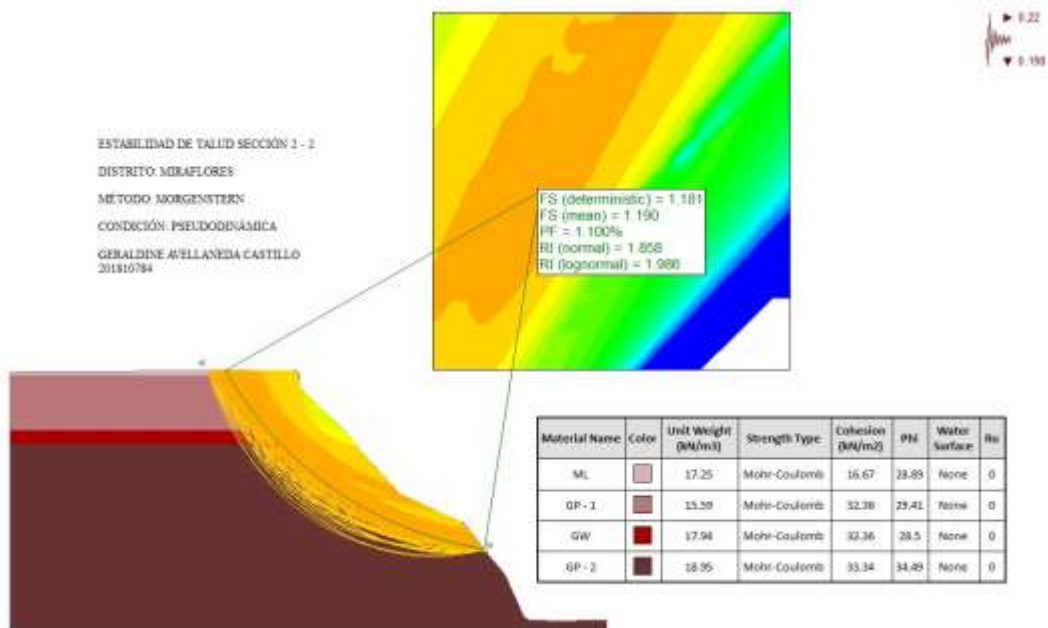 0.22
0.198
ESTABILIDAD DE TALUD SECCIÓN 2 - 2
DISTRITO: MIRAFLORES
MÉTODO: MORGENSTERN
CONDICIÓN: PSEUDODINÁMICA
GERALDINE AVELLANEDA CASTILLO
201810784
FS (deterministic) = 1.181
FS (mean) = 1.190
PF = 1.100%
RI (normal) = 1.858
RI (lognormal) = 1.986
Material Name Color Unit Weight (kN/m3) Strength Type Cohesion (kN/m2) Phi Water Surface Ru
ML 17.25 Mohr-Coulomb 16.67 28.89 None 0
GP - 1 15.59 Mohr-Coulomb 32.36 29.41 None 0
GW 17.94 Mohr-Coulomb 32.36 28.5 None 0
GP - 2 18.95 Mohr-Coulomb 33.34 34.49 None 0